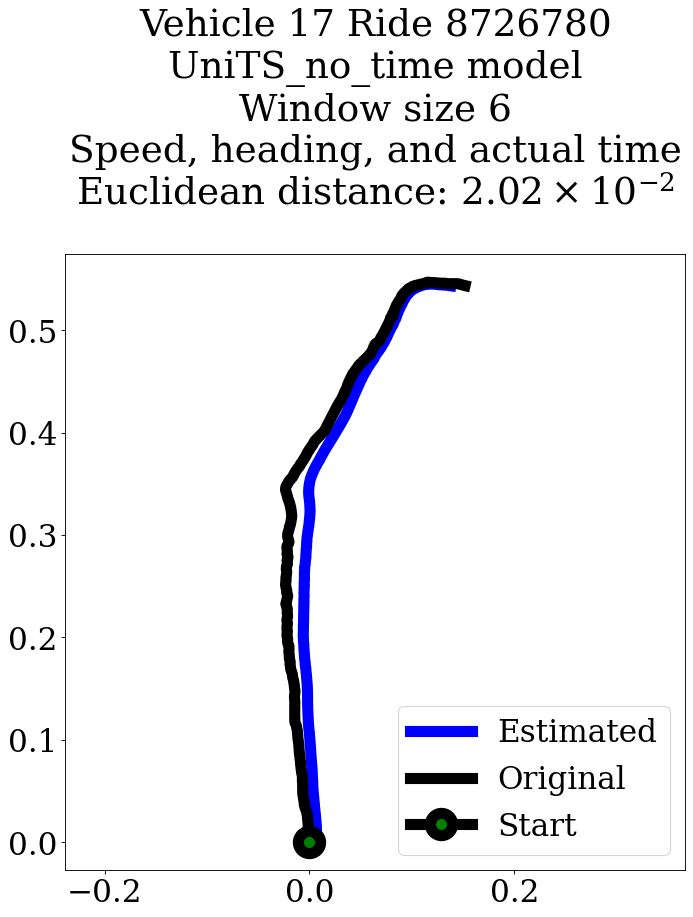 Vehicle 17 Ride 8726780
UniTS_no_time model
Window size 6
Speed, heading, and actual time
Euclidean distance: 2.02 × 10⁻²
0.5
0.4
0.3
0.2
0.1
0.0
Estimated
Original
Start
−0.2 0.0 0.2